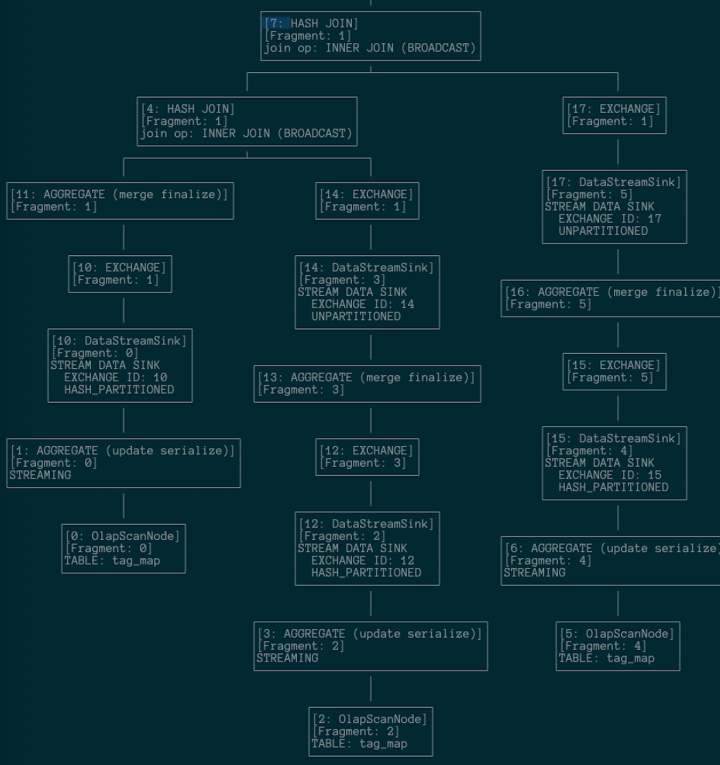 [7: HASH JOIN]
[Fragment: 1]
join op: INNER JOIN (BROADCAST)
[4: HASH JOIN]
[Fragment: 1]
join op: INNER JOIN (BROADCAST)
[17: EXCHANGE]
[Fragment: 1]
[11: AGGREGATE (merge finalize)]
[Fragment: 1]
[14: EXCHANGE]
[Fragment: 1]
[17: DataStreamSink]
[Fragment: 5]
STREAM DATA SINK
EXCHANGE ID: 17
UNPARTITIONED
[10: EXCHANGE]
[Fragment: 1]
[14: DataStreamSink]
[Fragment: 3]
STREAM DATA SINK
EXCHANGE ID: 14
UNPARTITIONED
[16: AGGREGATE (merge finalize)]
[Fragment: 5]
[10: DataStreamSink]
[Fragment: 0]
STREAM DATA SINK
EXCHANGE ID: 10
HASH_PARTITIONED
[13: AGGREGATE (merge finalize)]
[Fragment: 3]
[15: EXCHANGE]
[Fragment: 5]
[1: AGGREGATE (update serialize)]
[Fragment: 0]
STREAMING
[12: EXCHANGE]
[Fragment: 3]
[15: DataStreamSink]
[Fragment: 4]
STREAM DATA SINK
EXCHANGE ID: 15
HASH_PARTITIONED
[0: OlapScanNode]
[Fragment: 0]
TABLE: tag_map
[12: DataStreamSink]
[Fragment: 2]
STREAM DATA SINK
EXCHANGE ID: 12
HASH_PARTITIONED
[6: AGGREGATE (update serialize)
[Fragment: 4]
STREAMING
[3: AGGREGATE (update serialize)]
[Fragment: 2]
STREAMING
[5: OlapScanNode]
[Fragment: 4]
TABLE: tag_map
[2: OlapScanNode]
[Fragment: 2]
TABLE: tag_map